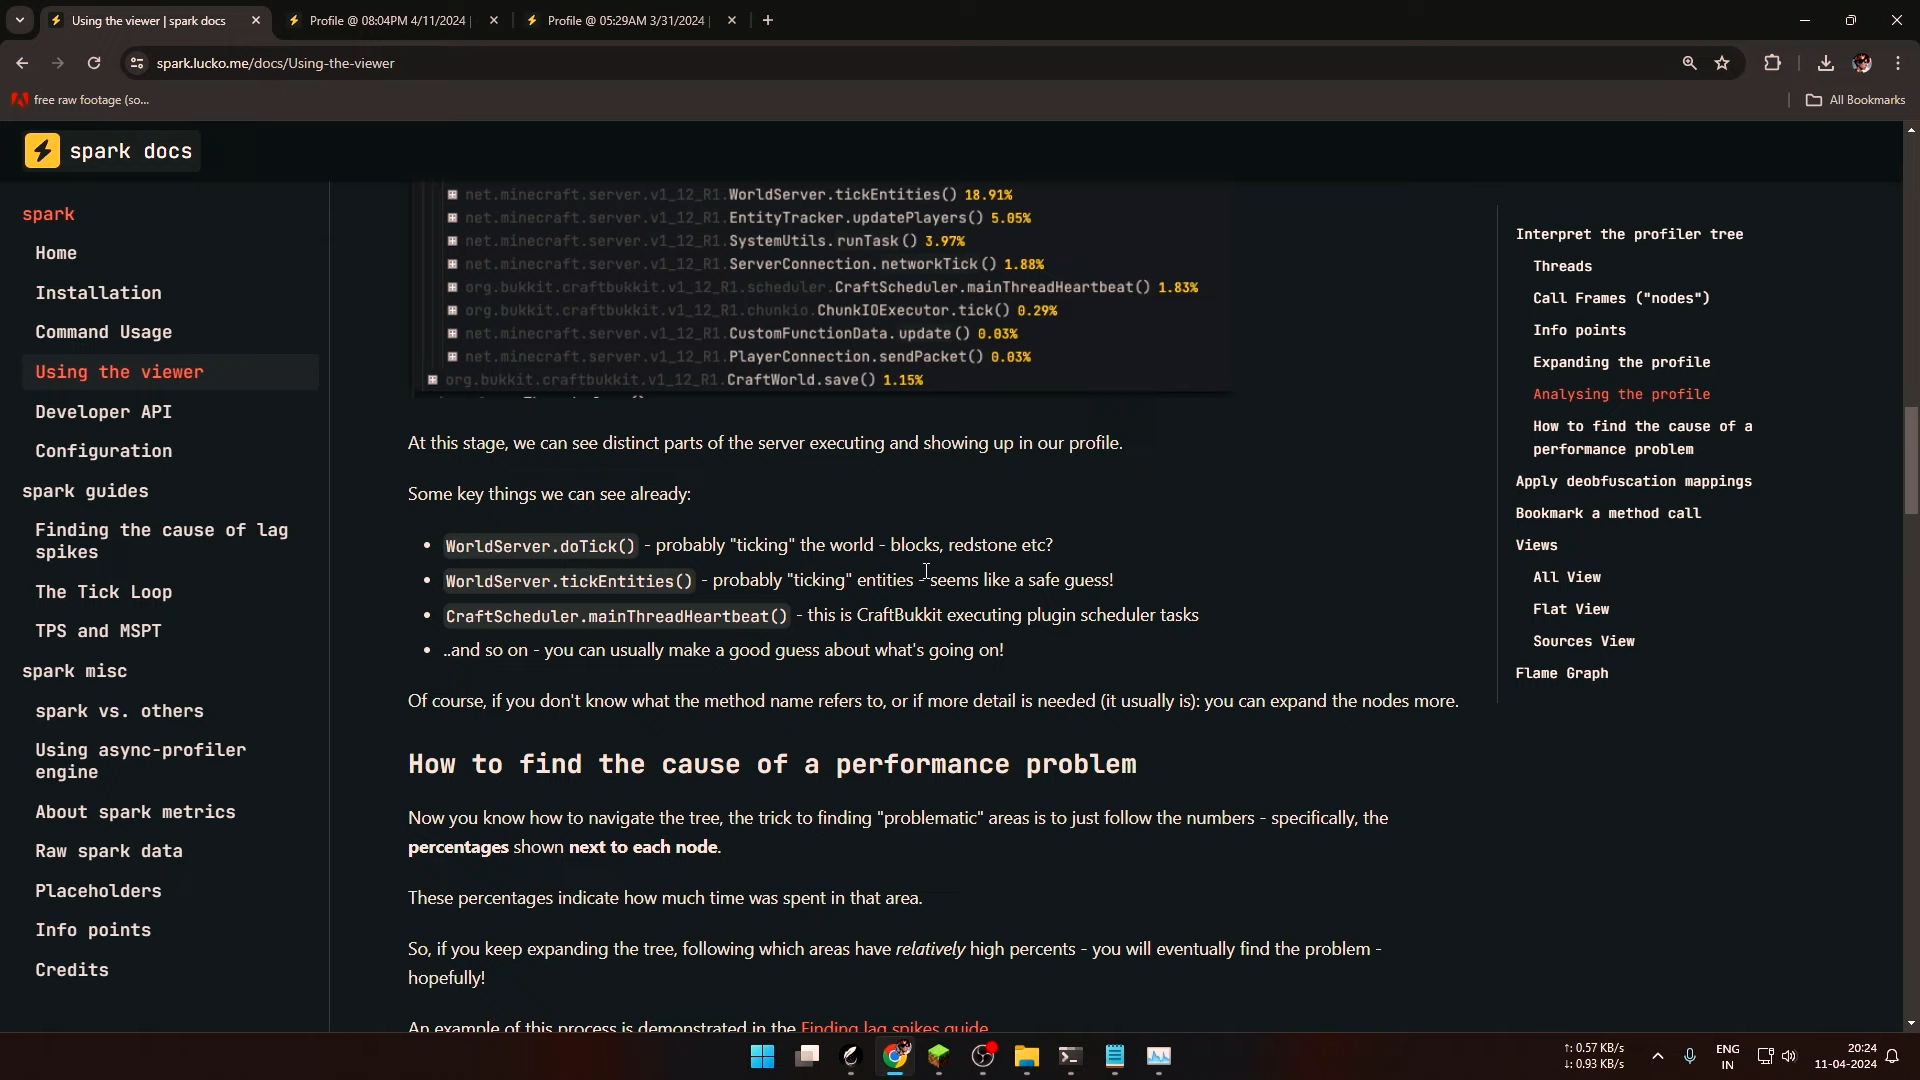 Using the viewer | spark docs
Profile @ 08:04PM 4/11/2024
Profile @ 05:29AM 3/31/2024
spark.lucko.me/docs/Using-the-viewer
free raw footage (so...
All Bookmarks
spark docs
spark
Home
Installation
Command Usage
Using the viewer
Developer API
Configuration
spark guides
Finding the cause of lag
spikes
The Tick Loop
TPS and MSPT
spark misc
spark vs. others
Using async-profiler
engine
About spark metrics
Raw spark data
Placeholders
Info points
Credits
net.minecraft.server.v1_12_R1.WorldServer.tickEntities() 18.91%
net.minecraft.server.v1_12_R1.EntityTracker.updatePlayers() 5.05%
net.minecraft.server.v1_12_R1.SystemUtils.runTask() 3.97%
net.minecraft.server.v1_12_R1.ServerConnection.networkTick() 1.88%
org.bukkit.craftbukkit.v1_12_R1.scheduler.CraftScheduler.mainThreadHeartbeat() 1.83%
org.bukkit.craftbukkit.v1_12_R1.chunkio.ChunkIOExecutor.tick() 0.29%
net.minecraft.server.v1_12_R1.CustomFunctionData.update() 0.03%
net.minecraft.server.v1_12_R1.PlayerConnection.sendPacket() 0.03%
org.bukkit.craftbukkit.v1_12_R1.CraftWorld.save() 1.15%
At this stage, we can see distinct parts of the server executing and showing up in our profile.
Some key things we can see already:
• WorldServer.doTick() - probably "ticking" the world - blocks, redstone etc?
• WorldServer.tickEntities() - probably "ticking" entities - seems like a safe guess!
• CraftScheduler.mainThreadHeartbeat() - this is CraftBukkit executing plugin scheduler tasks
• ..and so on - you can usually make a good guess about what's going on!
Of course, if you don't know what the method name refers to, or if more detail is needed (it usually is): you can expand the nodes more.
How to find the cause of a performance problem
Now you know how to navigate the tree, the trick to finding "problematic" areas is to just follow the numbers - specifically, the
percentages shown next to each node.
These percentages indicate how much time was spent in that area.
So, if you keep expanding the tree, following which areas have relatively high percents - you will eventually find the problem -
hopefully!
An example of this process is demonstrated in the Finding lag spikes guide
Interpret the profiler tree
Threads
Call Frames ("nodes")
Info points
Expanding the profile
Analysing the profile
How to find the cause of a
performance problem
Apply deobfuscation mappings
Bookmark a method call
Views
All View
Flat View
Sources View
Flame Graph
↑: 0.57 KB/s
↓: 0.93 KB/s
ENG
IN
20:24
11-04-2024